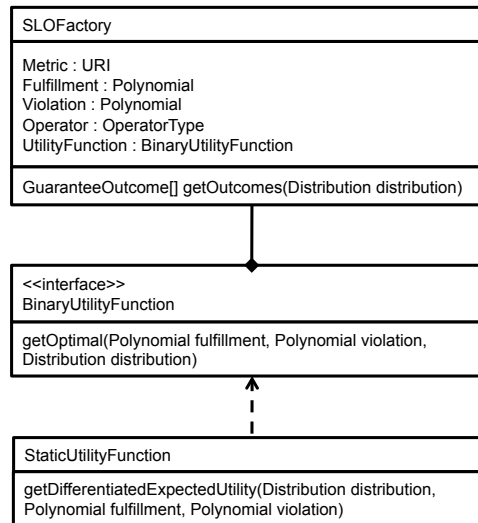 SLOFactory
Metric : URI
Fulfillment : Polynomial
Violation : Polynomial
Operator : OperatorType
UtilityFunction : BinaryUtilityFunction
GuaranteeOutcome[] getOutcomes(Distribution distribution)
<<interface>>
BinaryUtilityFunction
getOptimal(Polynomial fulfillment, Polynomial violation,
Distribution distribution)
StaticUtilityFunction
getDifferentiatedExpectedUtility(Distribution distribution,
Polynomial fulfillment, Polynomial violation)